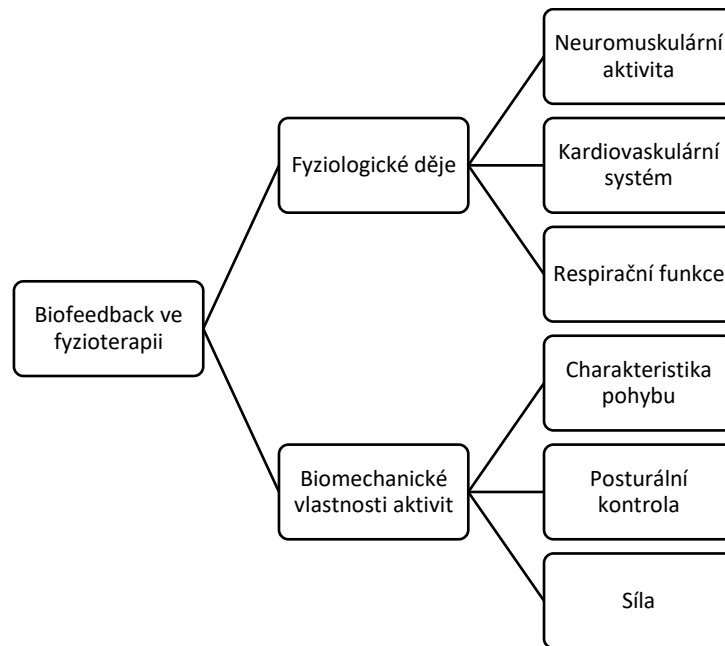 Biofeedback ve
fyzioterapii
Fyziologické děje
Neuromuskulární
aktivita
Kardiovaskulární
systém
Respirační funkce
Biomechanické
vlastnosti aktivit
Charakteristika
pohybu
Posturální
kontrola
Síla